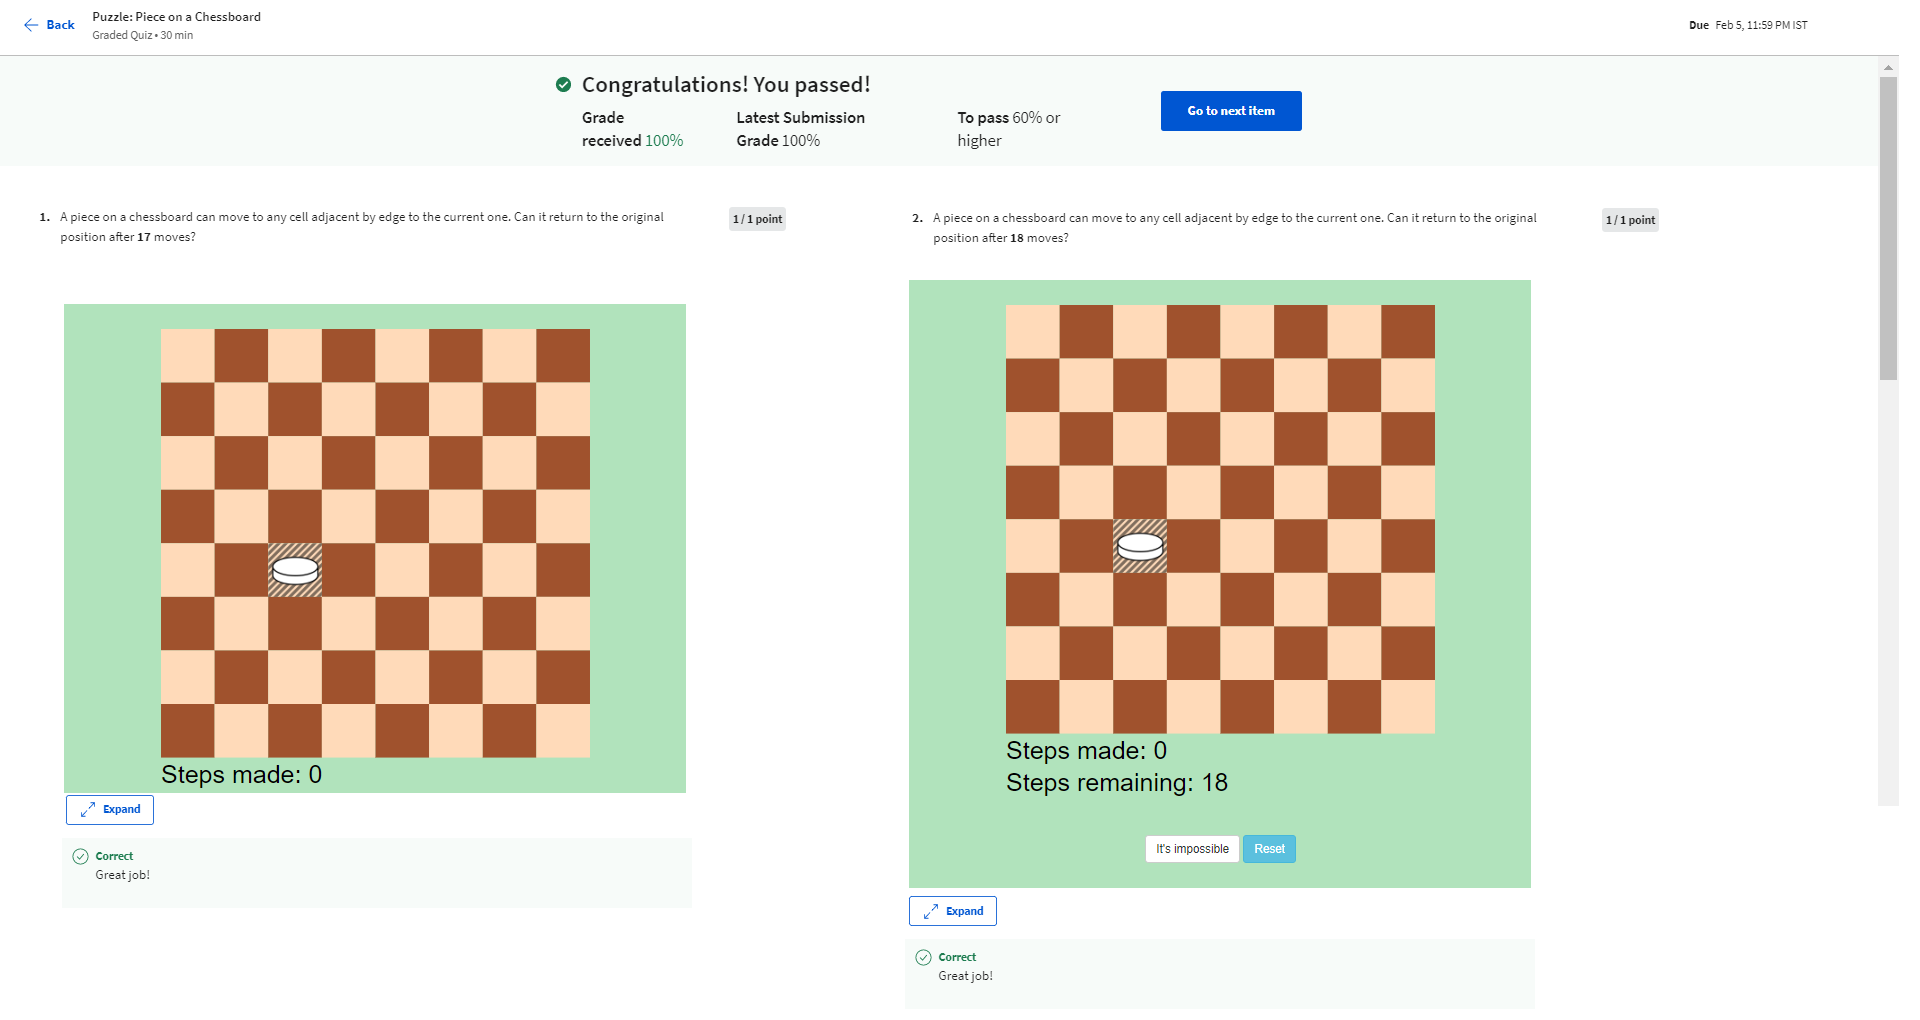 Back
Puzzle: Piece on a Chessboard
Graded Quiz • 30 min
Due Feb 5, 11:59 PM IST
Congratulations! You passed!
Grade
received 100%
Latest Submission
Grade 100%
To pass 60% or
higher
Go to next item
1. A piece on a chessboard can move to any cell adjacent by edge to the current one. Can it return to the original
position after 17 moves?
1 / 1 point
Steps made: 0
Expand
Correct
Great job!
2. A piece on a chessboard can move to any cell adjacent by edge to the current one. Can it return to the original
position after 18 moves?
1 / 1 point
Steps made: 0
Steps remaining: 18
It's impossible
Reset
Expand
Correct
Great job!